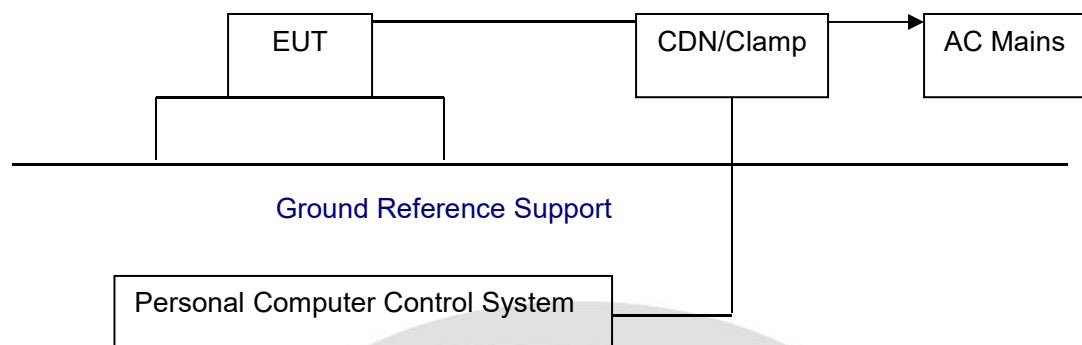 EUT
CDN/Clamp
AC Mains
Ground Reference Support
Personal Computer Control System